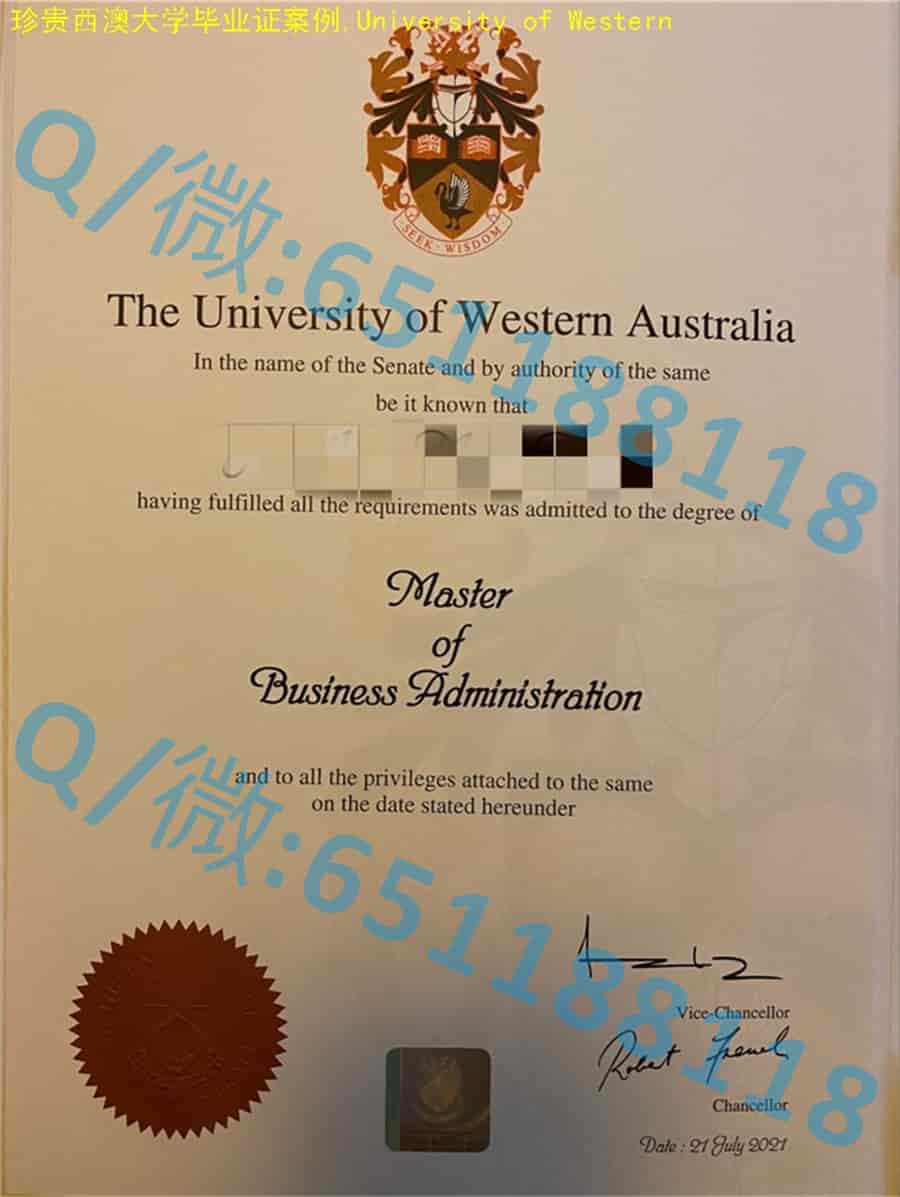 珍贵西澳大学毕业证案例,University of Western
SEEK·WISDOM
The University of Western Australia
In the name of the Senate and by authority of the same
be it known that
having fulfilled all the requirements was admitted to the degree of
Master
of
Business Administration
and to all the privileges attached to the same
on the date stated hereunder
Vice-Chancellor
Robert French
Chancellor
Date : 21 July 2021
Q/微:651188118
Q/微:651188118